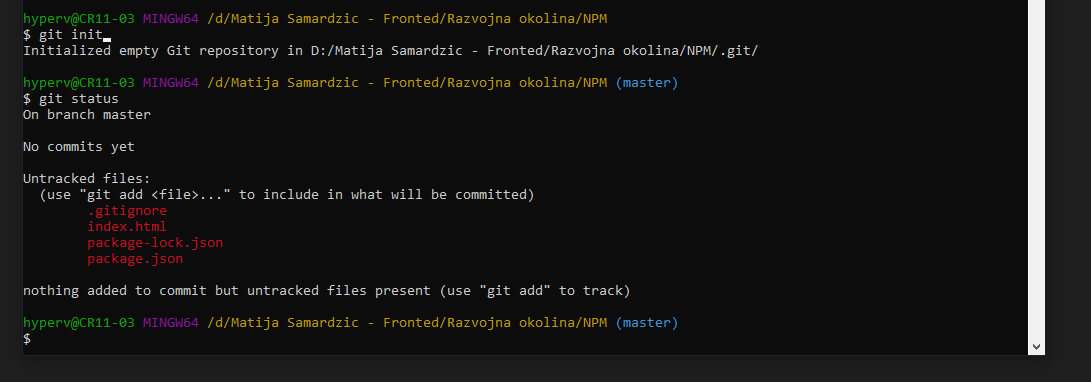 hyperv@CR11-03 MINGW64 /d/Matija Samardzic - Fronted/Razvojna okolina/NPM
$ git init
Initialized empty Git repository in D:/Matija Samardzic - Fronted/Razvojna okolina/NPM/.git/
hyperv@CR11-03 MINGW64 /d/Matija Samardzic - Fronted/Razvojna okolina/NPM (master)
$ git status
On branch master
No commits yet
Untracked files:
(use "git add <file>..." to include in what will be committed)
.gitignore
index.html
package-lock.json
package.json
nothing added to commit but untracked files present (use "git add" to track)
hyperv@CR11-03 MINGW64 /d/Matija Samardzic - Fronted/Razvojna okolina/NPM (master)
$